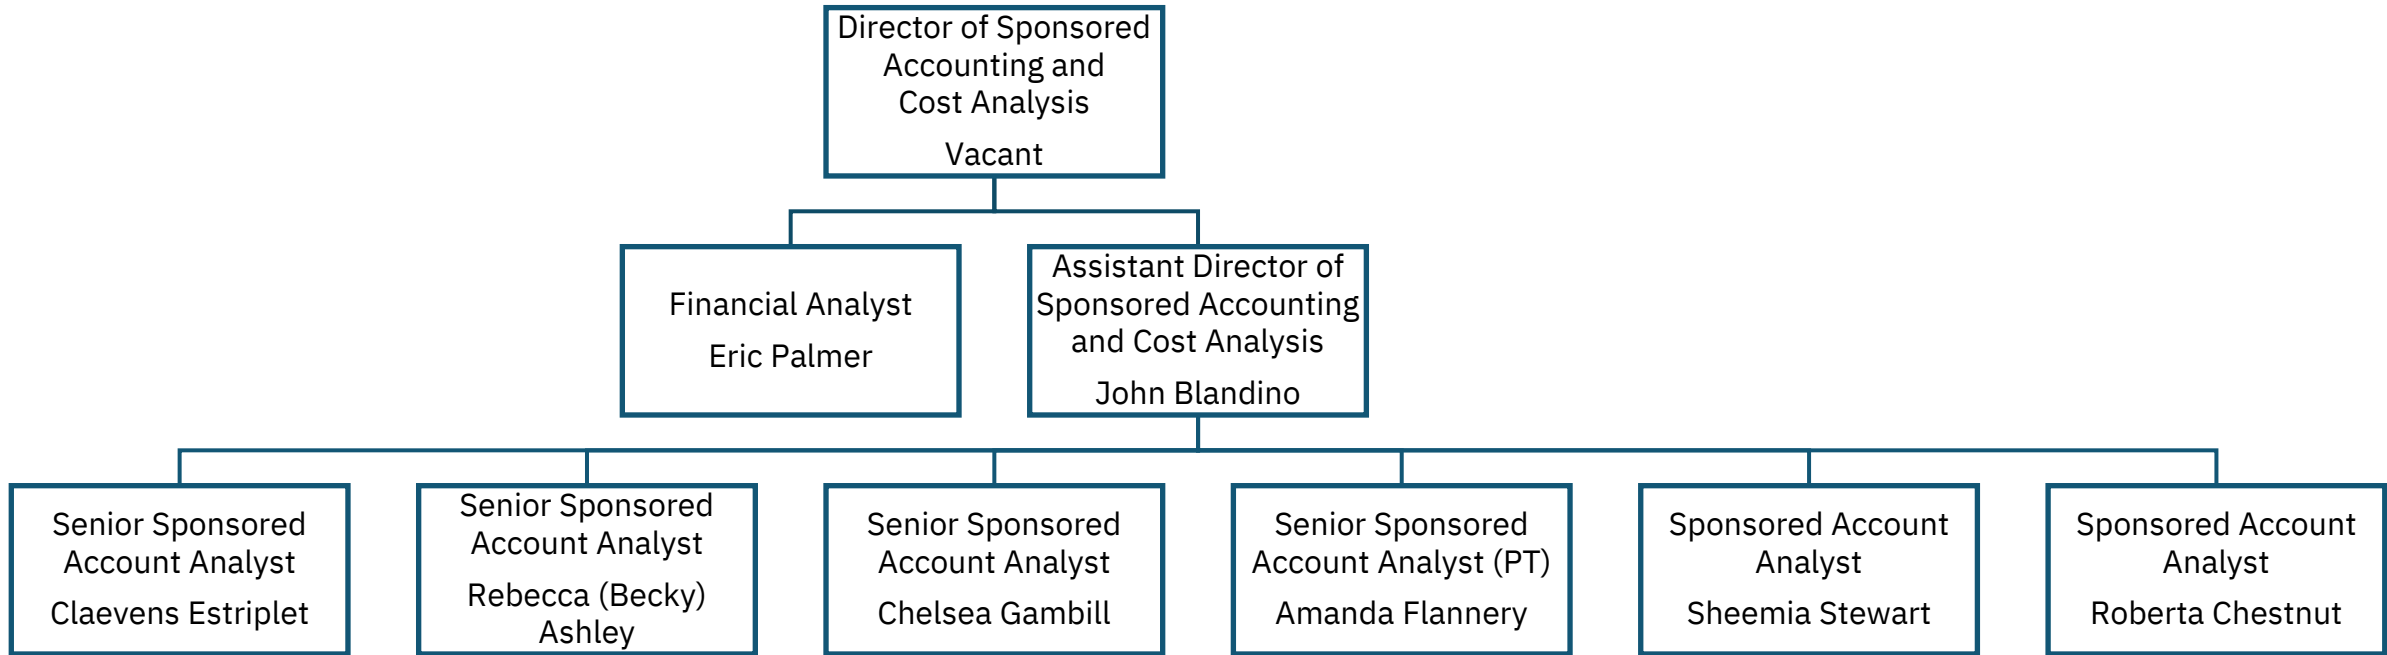 Director of Sponsored
Accounting and
Cost Analysis
Vacant
Financial Analyst
Eric Palmer
Assistant Director of
Sponsored Accounting
and Cost Analysis
John Blandino
Senior Sponsored
Account Analyst
Claevens Estriplet
Senior Sponsored
Account Analyst
Rebecca (Becky)
Ashley
Senior Sponsored
Account Analyst
Chelsea Gambill
Senior Sponsored
Account Analyst (PT)
Amanda Flannery
Sponsored Account
Analyst
Sheemia Stewart
Sponsored Account
Analyst
Roberta Chestnut